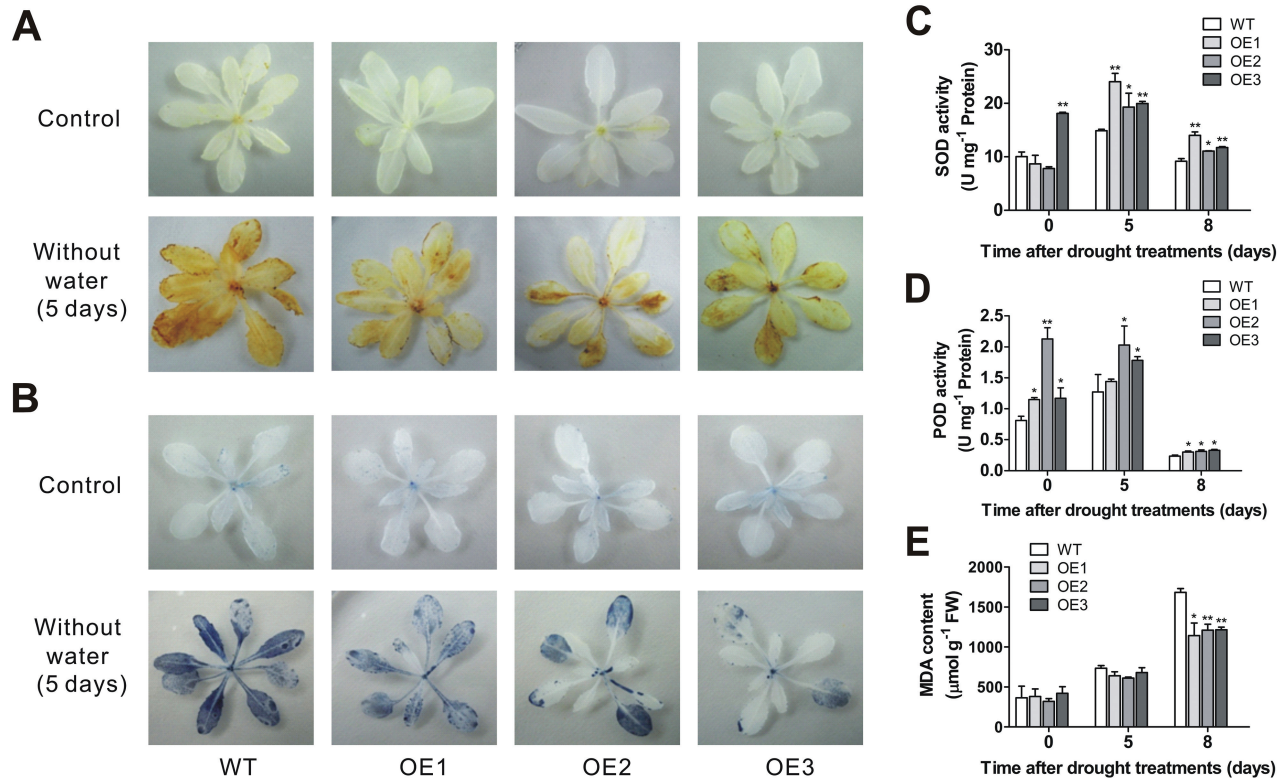 A
Control
Without
water
(5 days)
B
Control
Without
water
(5 days)
WT
OE1
OE2
OE3
C
WT
OE1
OE2
OE3
SOD activity
(U mg⁻¹ Protein)
30
20
10
0
**
**
*
**
**
*
**
0
5
8
Time after drought treatments (days)
D
WT
OE1
OE2
OE3
POD activity
(U mg⁻¹ Protein)
2.5
2.0
1.5
1.0
0.5
0.0
*
**
*
*
*
*
*
*
0
5
8
Time after drought treatments (days)
E
WT
OE1
OE2
OE3
MDA content
(μmol g⁻¹ FW)
2000
1500
1000
500
0
*
**
**
0
5
8
Time after drought treatments (days)